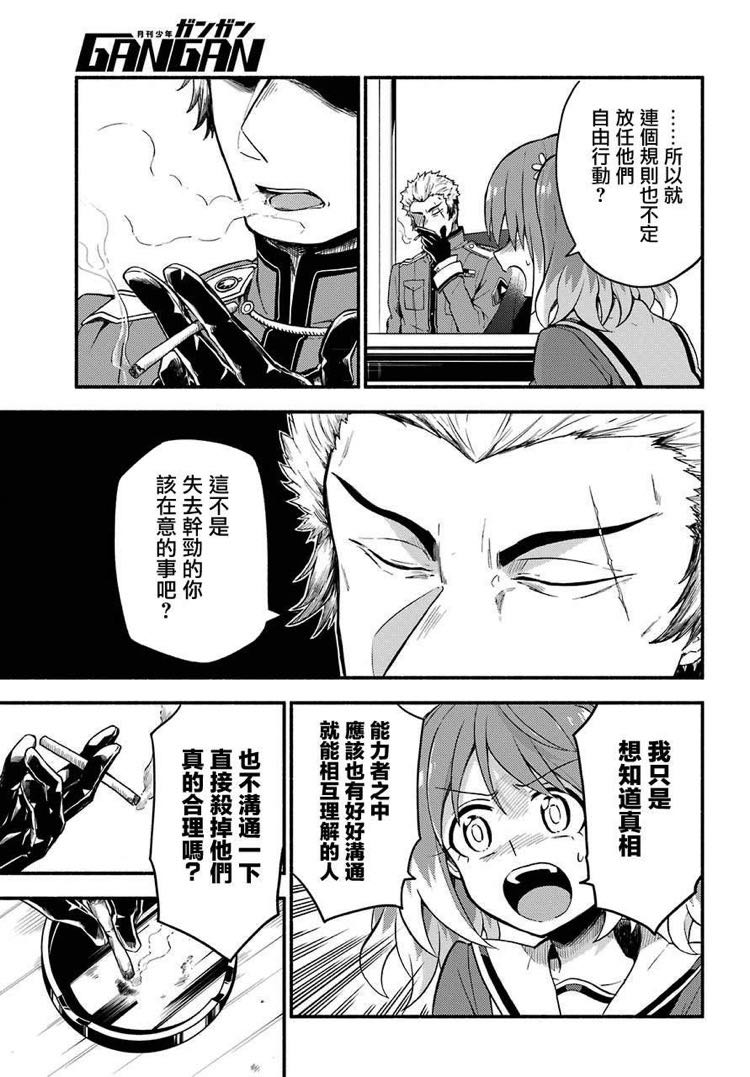 月刊少年
ガンガン
GANGAN
……所以就
連個規則也不定
放任他們
自由行動？
這不是
失去幹勁的你
該在意的事吧？
我只是
想知道真相
能力者之中
應該也有好好溝通
就能相互理解的人
也不溝通一下
直接殺掉他們
真的合理嗎？